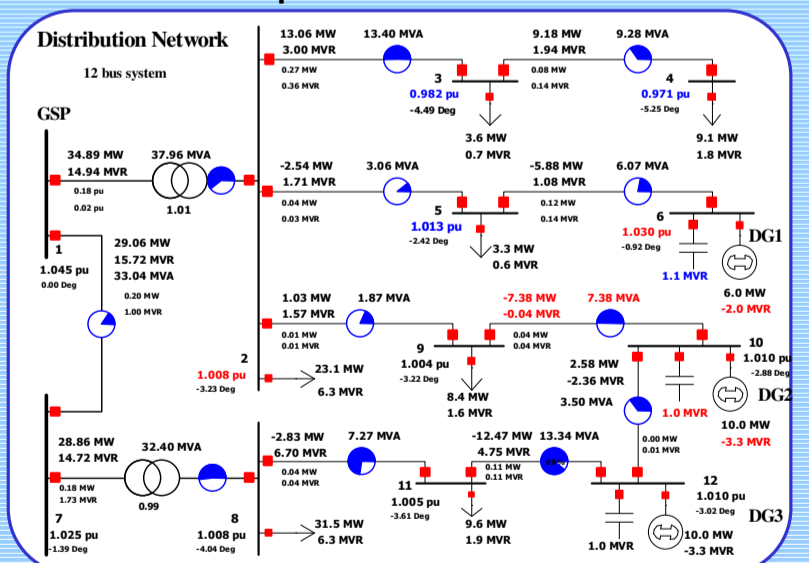 Distribution Network
12 bus system
GSP
13.06 MW
3.00 MVR
0.27 MW
0.36 MVR
13.40 MVA
9.18 MW
1.94 MVR
0.08 MW
0.14 MVR
9.28 MVA
3
0.982 pu
-4.49 Deg
4
0.971 pu
-5.25 Deg
3.6 MW
0.7 MVR
9.1 MW
1.8 MVR
34.89 MW
14.94 MVR
0.18 pu
0.02 pu
37.96 MVA
1.01
-2.54 MW
1.71 MVR
0.04 MW
0.03 MVR
3.06 MVA
-5.88 MW
1.08 MVR
0.12 MW
0.14 MVR
6.07 MVA
5
1.013 pu
-2.42 Deg
6
1.030 pu
-0.92 Deg
DG1
3.3 MW
0.6 MVR
1.1 MVR
6.0 MW
-2.0 MVR
1
1.045 pu
0.00 Deg
29.06 MW
15.72 MVR
33.04 MVA
0.20 MW
1.00 MVR
1.03 MW
1.57 MVR
0.01 MW
0.01 MVR
1.87 MVA
-7.38 MW
-0.04 MVR
0.04 MW
0.04 MVR
7.38 MVA
2
1.008 pu
-3.23 Deg
23.1 MW
6.3 MVR
9
1.004 pu
-3.22 Deg
8.4 MW
1.6 MVR
10
1.010 pu
-2.88 Deg
DG2
2.58 MW
-2.36 MVR
3.50 MVA
1.0 MVR
10.0 MW
-3.3 MVR
0.00 MW
0.01 MVR
28.86 MW
14.72 MVR
0.18 MW
1.73 MVR
32.40 MVA
0.99
7
1.025 pu
-1.39 Deg
8
1.008 pu
-4.04 Deg
-2.83 MW
6.70 MVR
0.04 MW
0.04 MVR
7.27 MVA
-12.47 MW
4.75 MVR
0.11 MW
0.11 MVR
13.34 MVA
31.5 MW
6.3 MVR
11
1.005 pu
-3.61 Deg
9.6 MW
1.9 MVR
12
1.010 pu
-3.02 Deg
DG3
1.0 MVR
10.0 MW
-3.3 MVR